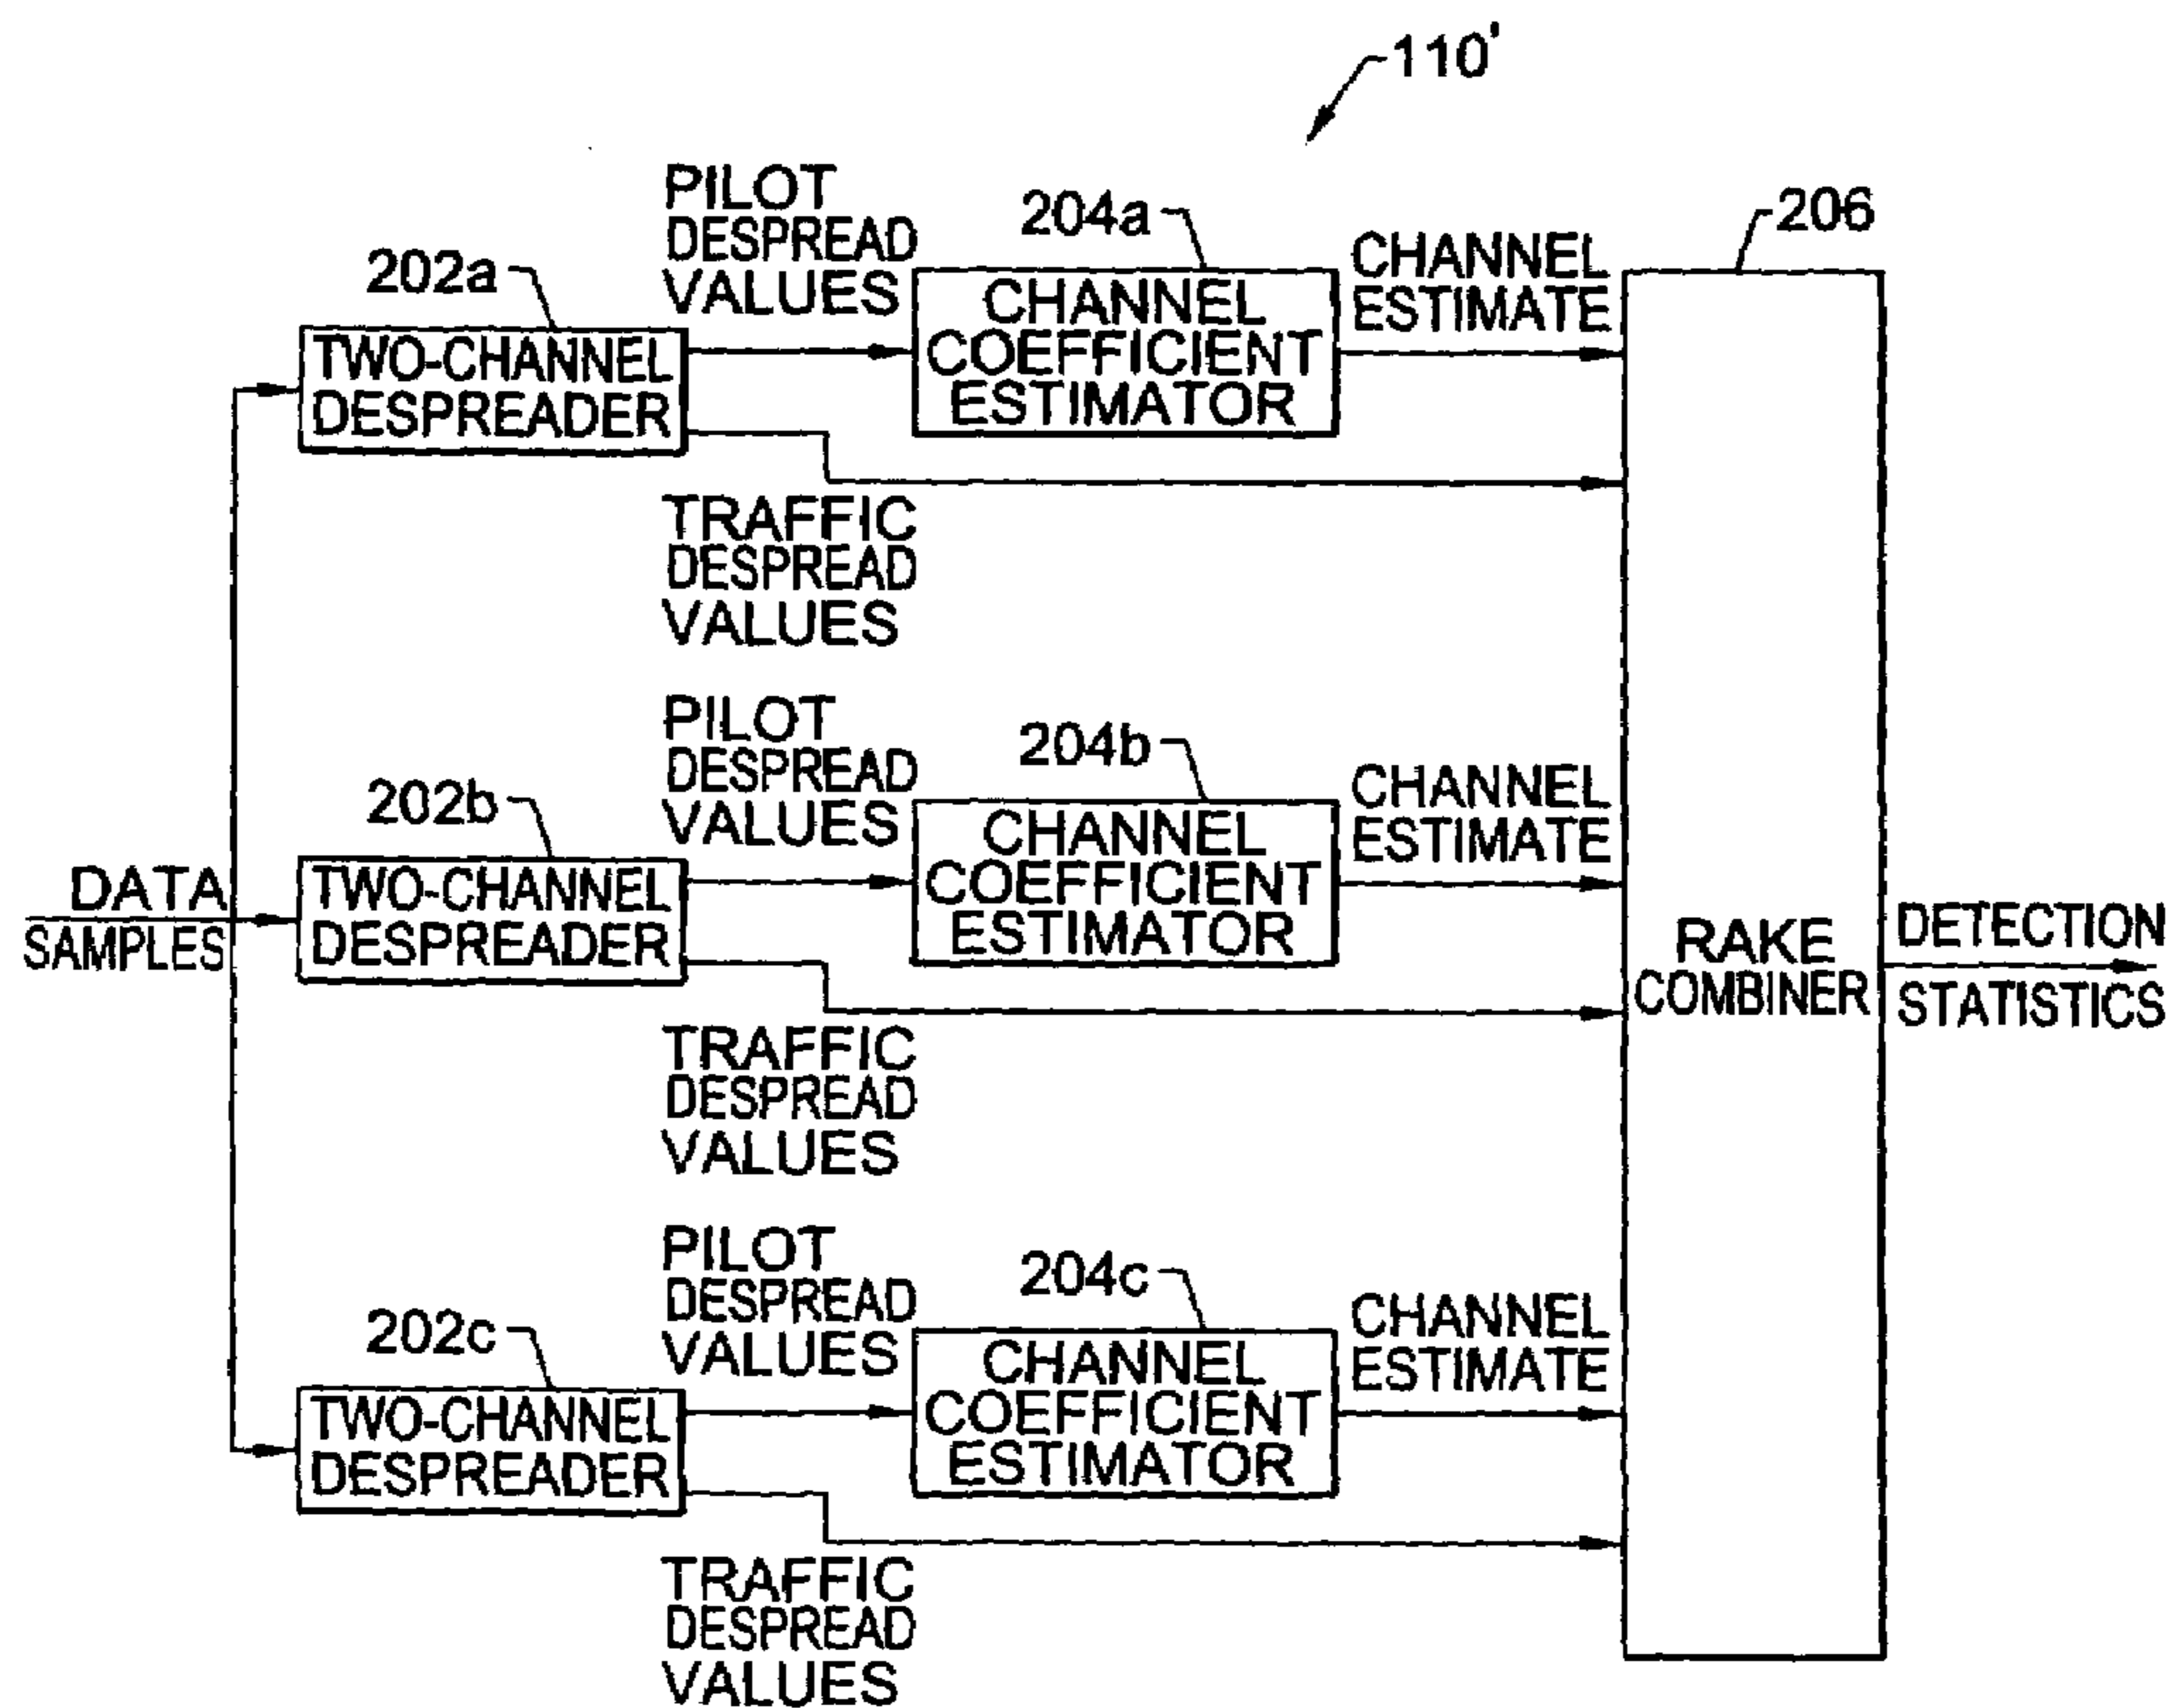 110'
PILOT
DESPREAD
VALUES
204a
206
202a
CHANNEL
ESTIMATE
TWO-CHANNEL
DESPREADER
CHANNEL
COEFFICIENT
ESTIMATOR
TRAFFIC
DESPREAD
VALUES
PILOT
DESPREAD
VALUES
204b
202b
CHANNEL
ESTIMATE
DATA
SAMPLES
TWO-CHANNEL
DESPREADER
CHANNEL
COEFFICIENT
ESTIMATOR
RAKE
COMBINER
DETECTION
STATISTICS
TRAFFIC
DESPREAD
VALUES
PILOT
DESPREAD
VALUES
204c
202c
CHANNEL
ESTIMATE
TWO-CHANNEL
DESPREADER
CHANNEL
COEFFICIENT
ESTIMATOR
TRAFFIC
DESPREAD
VALUES